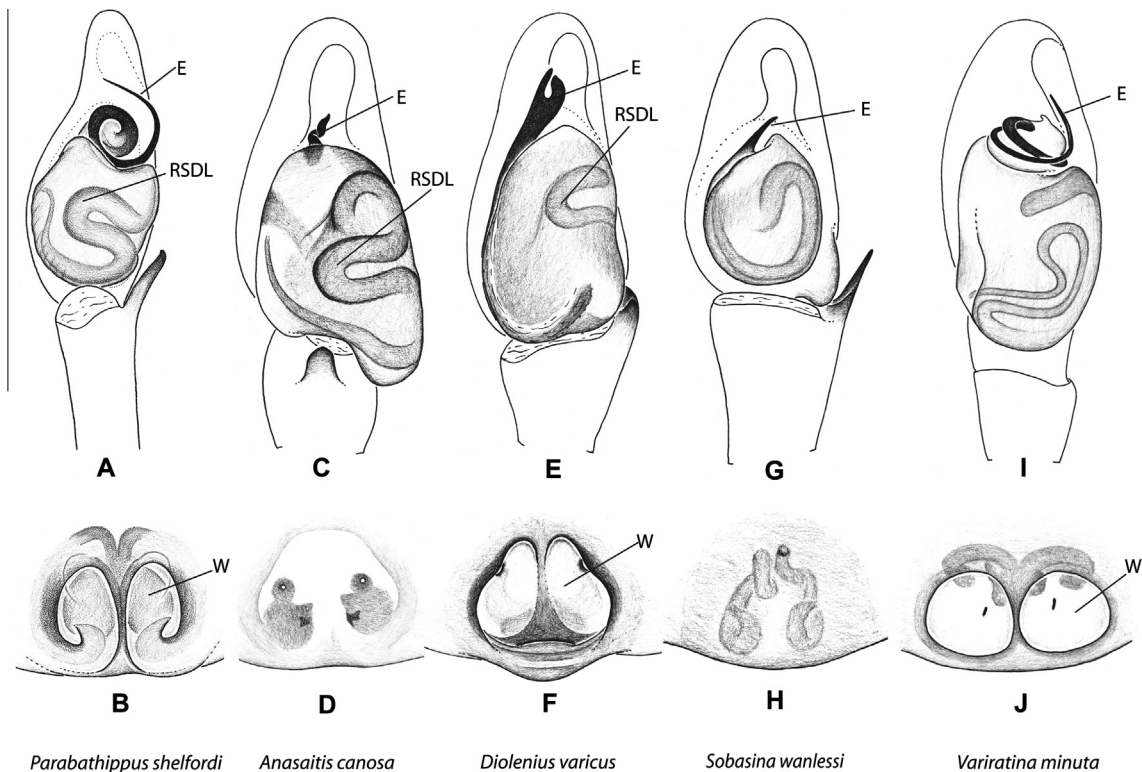 E
RSDL
A
E
RSDL
C
E
RSDL
E
E
G
E
I
W
B
D
W
F
H
W
J
Parabathippus shelfordi
Anasaitis canosa
Diolenius varicus
Sobasina wanlessi
Variratina minuta